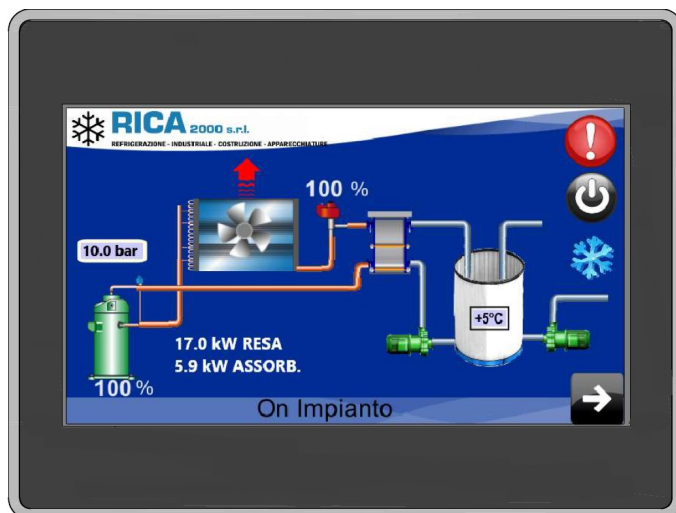 RICA 2000 s.r.l.
REFRIGERAZIONE - INDUSTRIALE - COSTRUZIONE - APPARECCHIATURE
100 %
10.0 bar
+5°C
17.0 kW RESA
5.9 kW ASSORB.
100 %
On Impianto